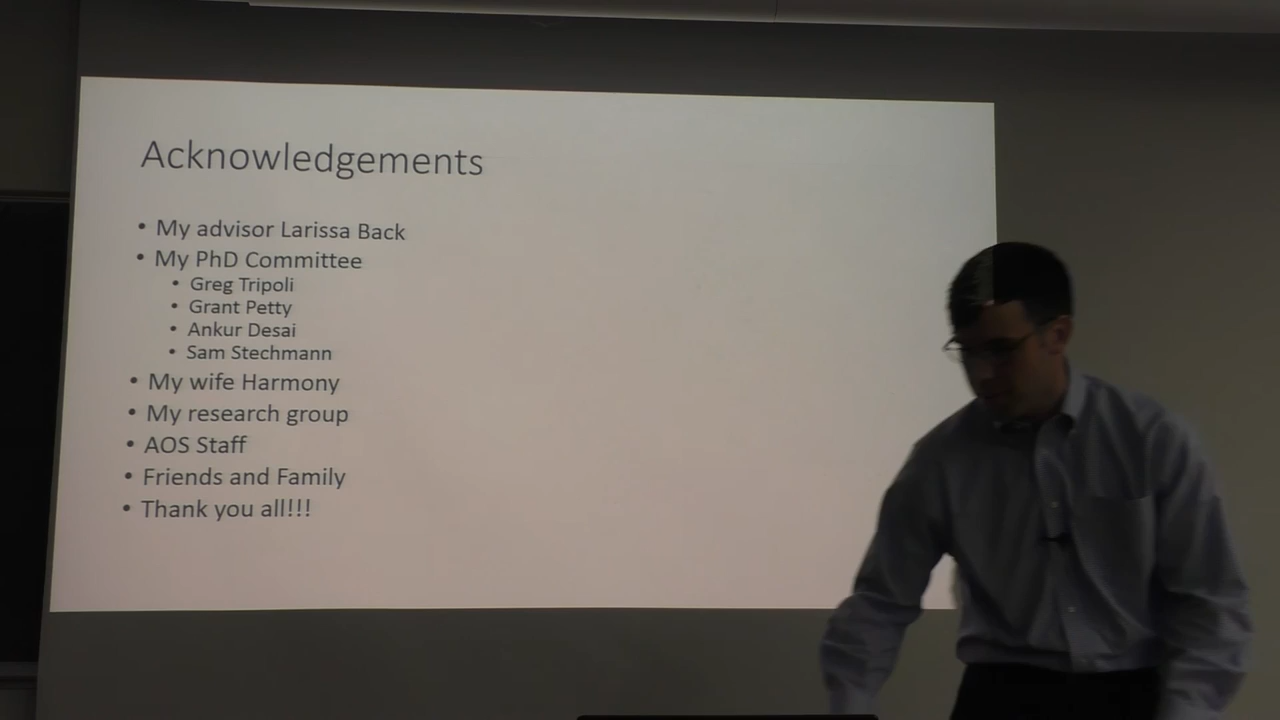 Acknowledgements
• My advisor Larissa Back
• My PhD Committee
• Greg Tripoli
• Grant Petty
• Ankur Desai
• Sam Stechmann
• My wife Harmony
• My research group
• AOS Staff
• Friends and Family
• Thank you all!!!